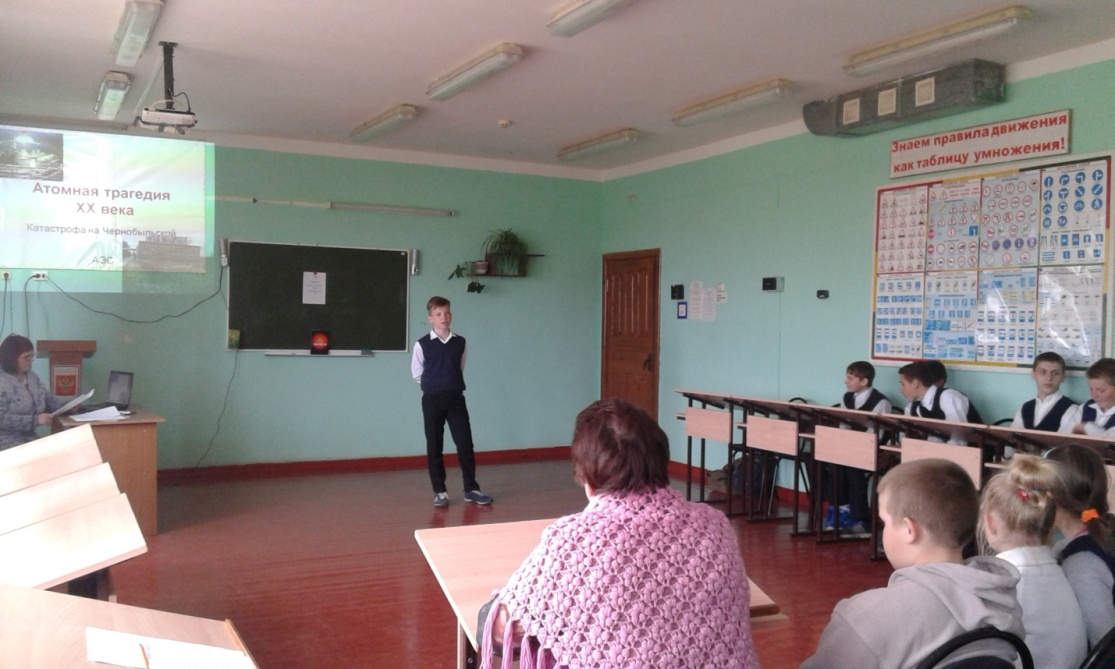 Атомная трагедия
XX века
Катастрофа на Чернобыльской
АЭС
Знаем правила движения
как таблицу умножения!